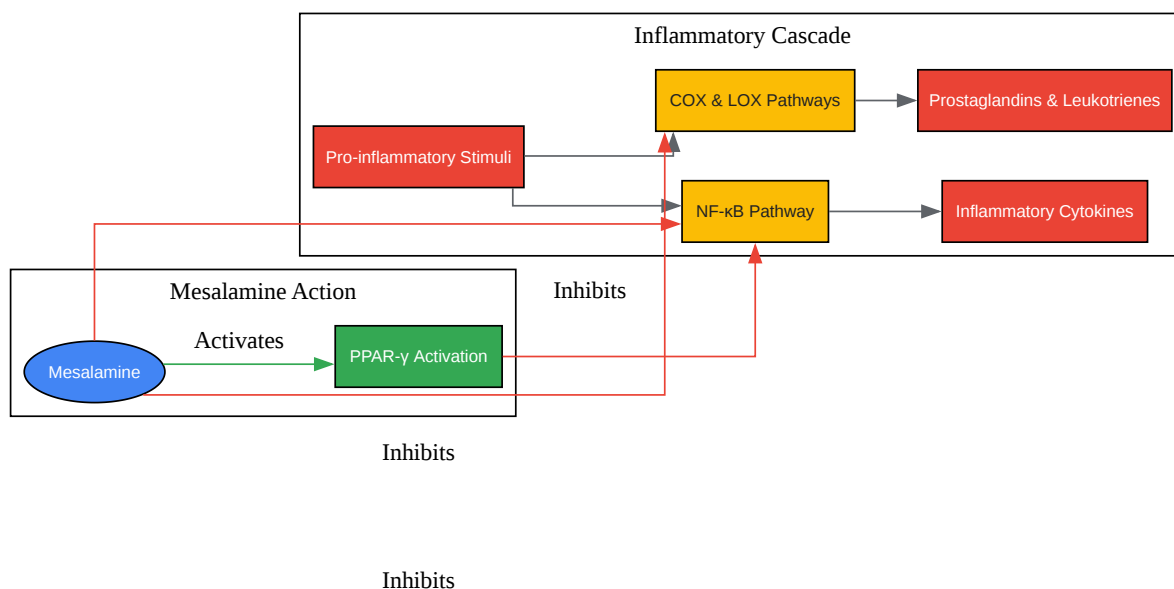 Inflammatory Cascade
COX & LOX Pathways
Prostaglandins & Leukotrienes
Pro-inflammatory Stimuli
NF-κB Pathway
Inflammatory Cytokines
Mesalamine Action
Inhibits
Activates
PPAR-γ Activation
Mesalamine
Inhibits
Inhibits